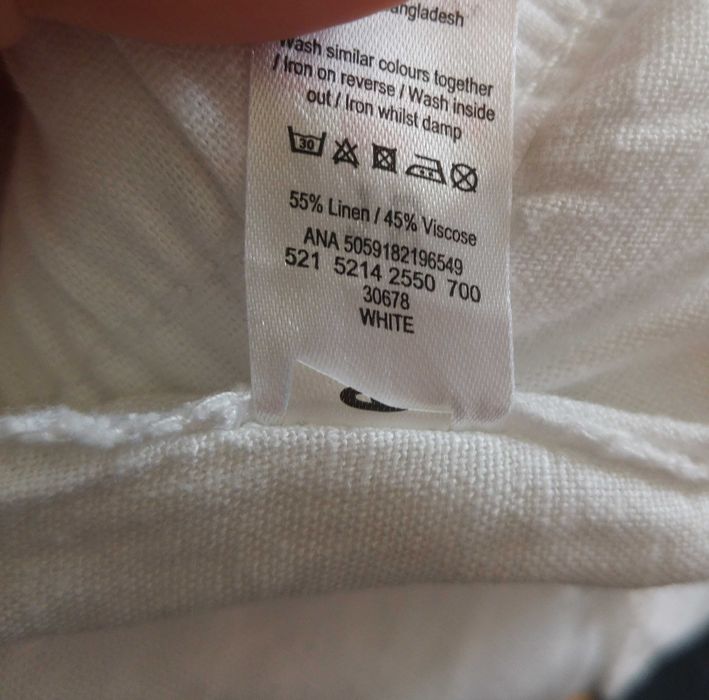 Wash similar colours together
/ Iron on reverse / Wash inside
out / Iron whilst damp
30
55% Linen / 45% Viscose
ANA 5059182196549
521 5214 2550 700
30678
WHITE